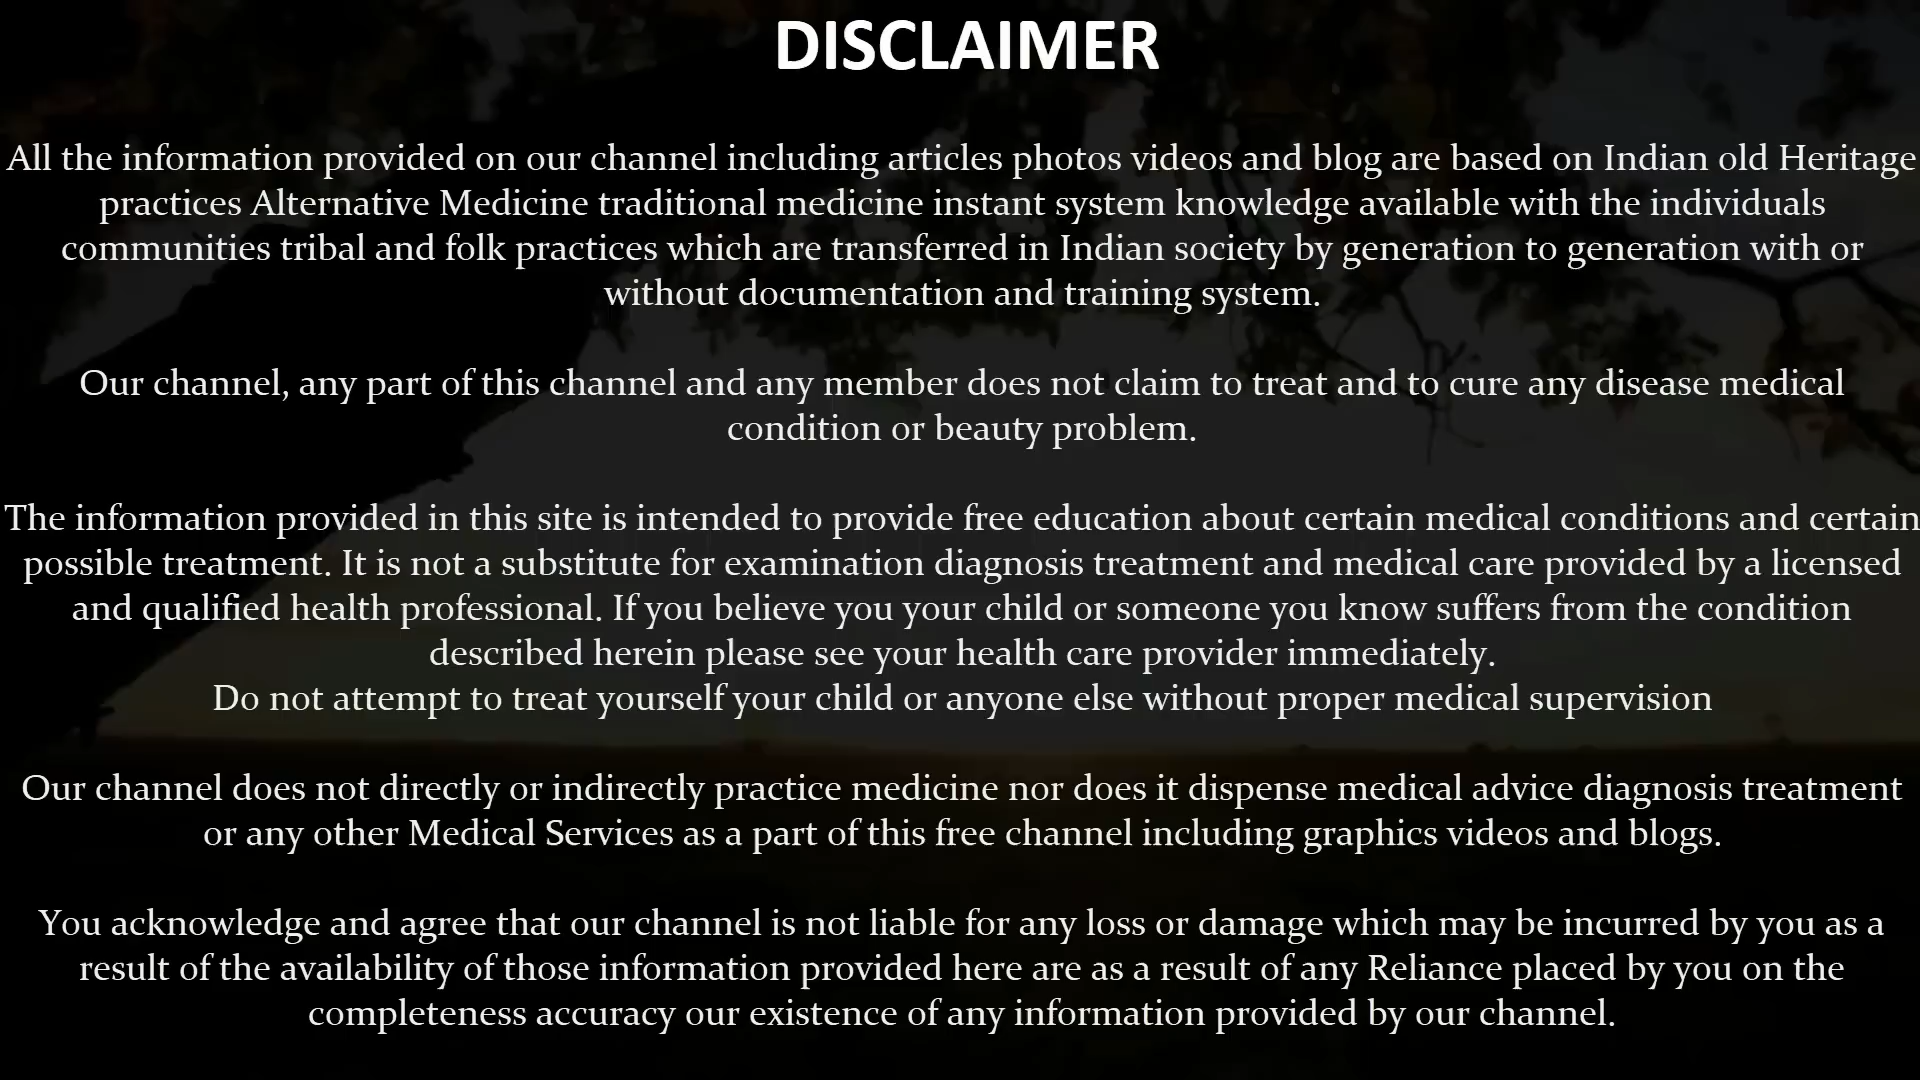 DISCLAIMER
All the information provided on our channel including articles photos videos and blog are based on Indian old Heritage
practices Alternative Medicine traditional medicine instant system knowledge available with the individuals
communities tribal and folk practices which are transferred in Indian society by generation to generation with or
without documentation and training system.
Our channel, any part of this channel and any member does not claim to treat and to cure any disease medical
condition or beauty problem.
The information provided in this site is intended to provide free education about certain medical conditions and certain
possible treatment. It is not a substitute for examination diagnosis treatment and medical care provided by a licensed
and qualified health professional. If you believe you your child or someone you know suffers from the condition
described herein please see your health care provider immediately.
Do not attempt to treat yourself your child or anyone else without proper medical supervision
Our channel does not directly or indirectly practice medicine nor does it dispense medical advice diagnosis treatment
or any other Medical Services as a part of this free channel including graphics videos and blogs.
You acknowledge and agree that our channel is not liable for any loss or damage which may be incurred by you as a
result of the availability of those information provided here are as a result of any Reliance placed by you on the
completeness accuracy our existence of any information provided by our channel.